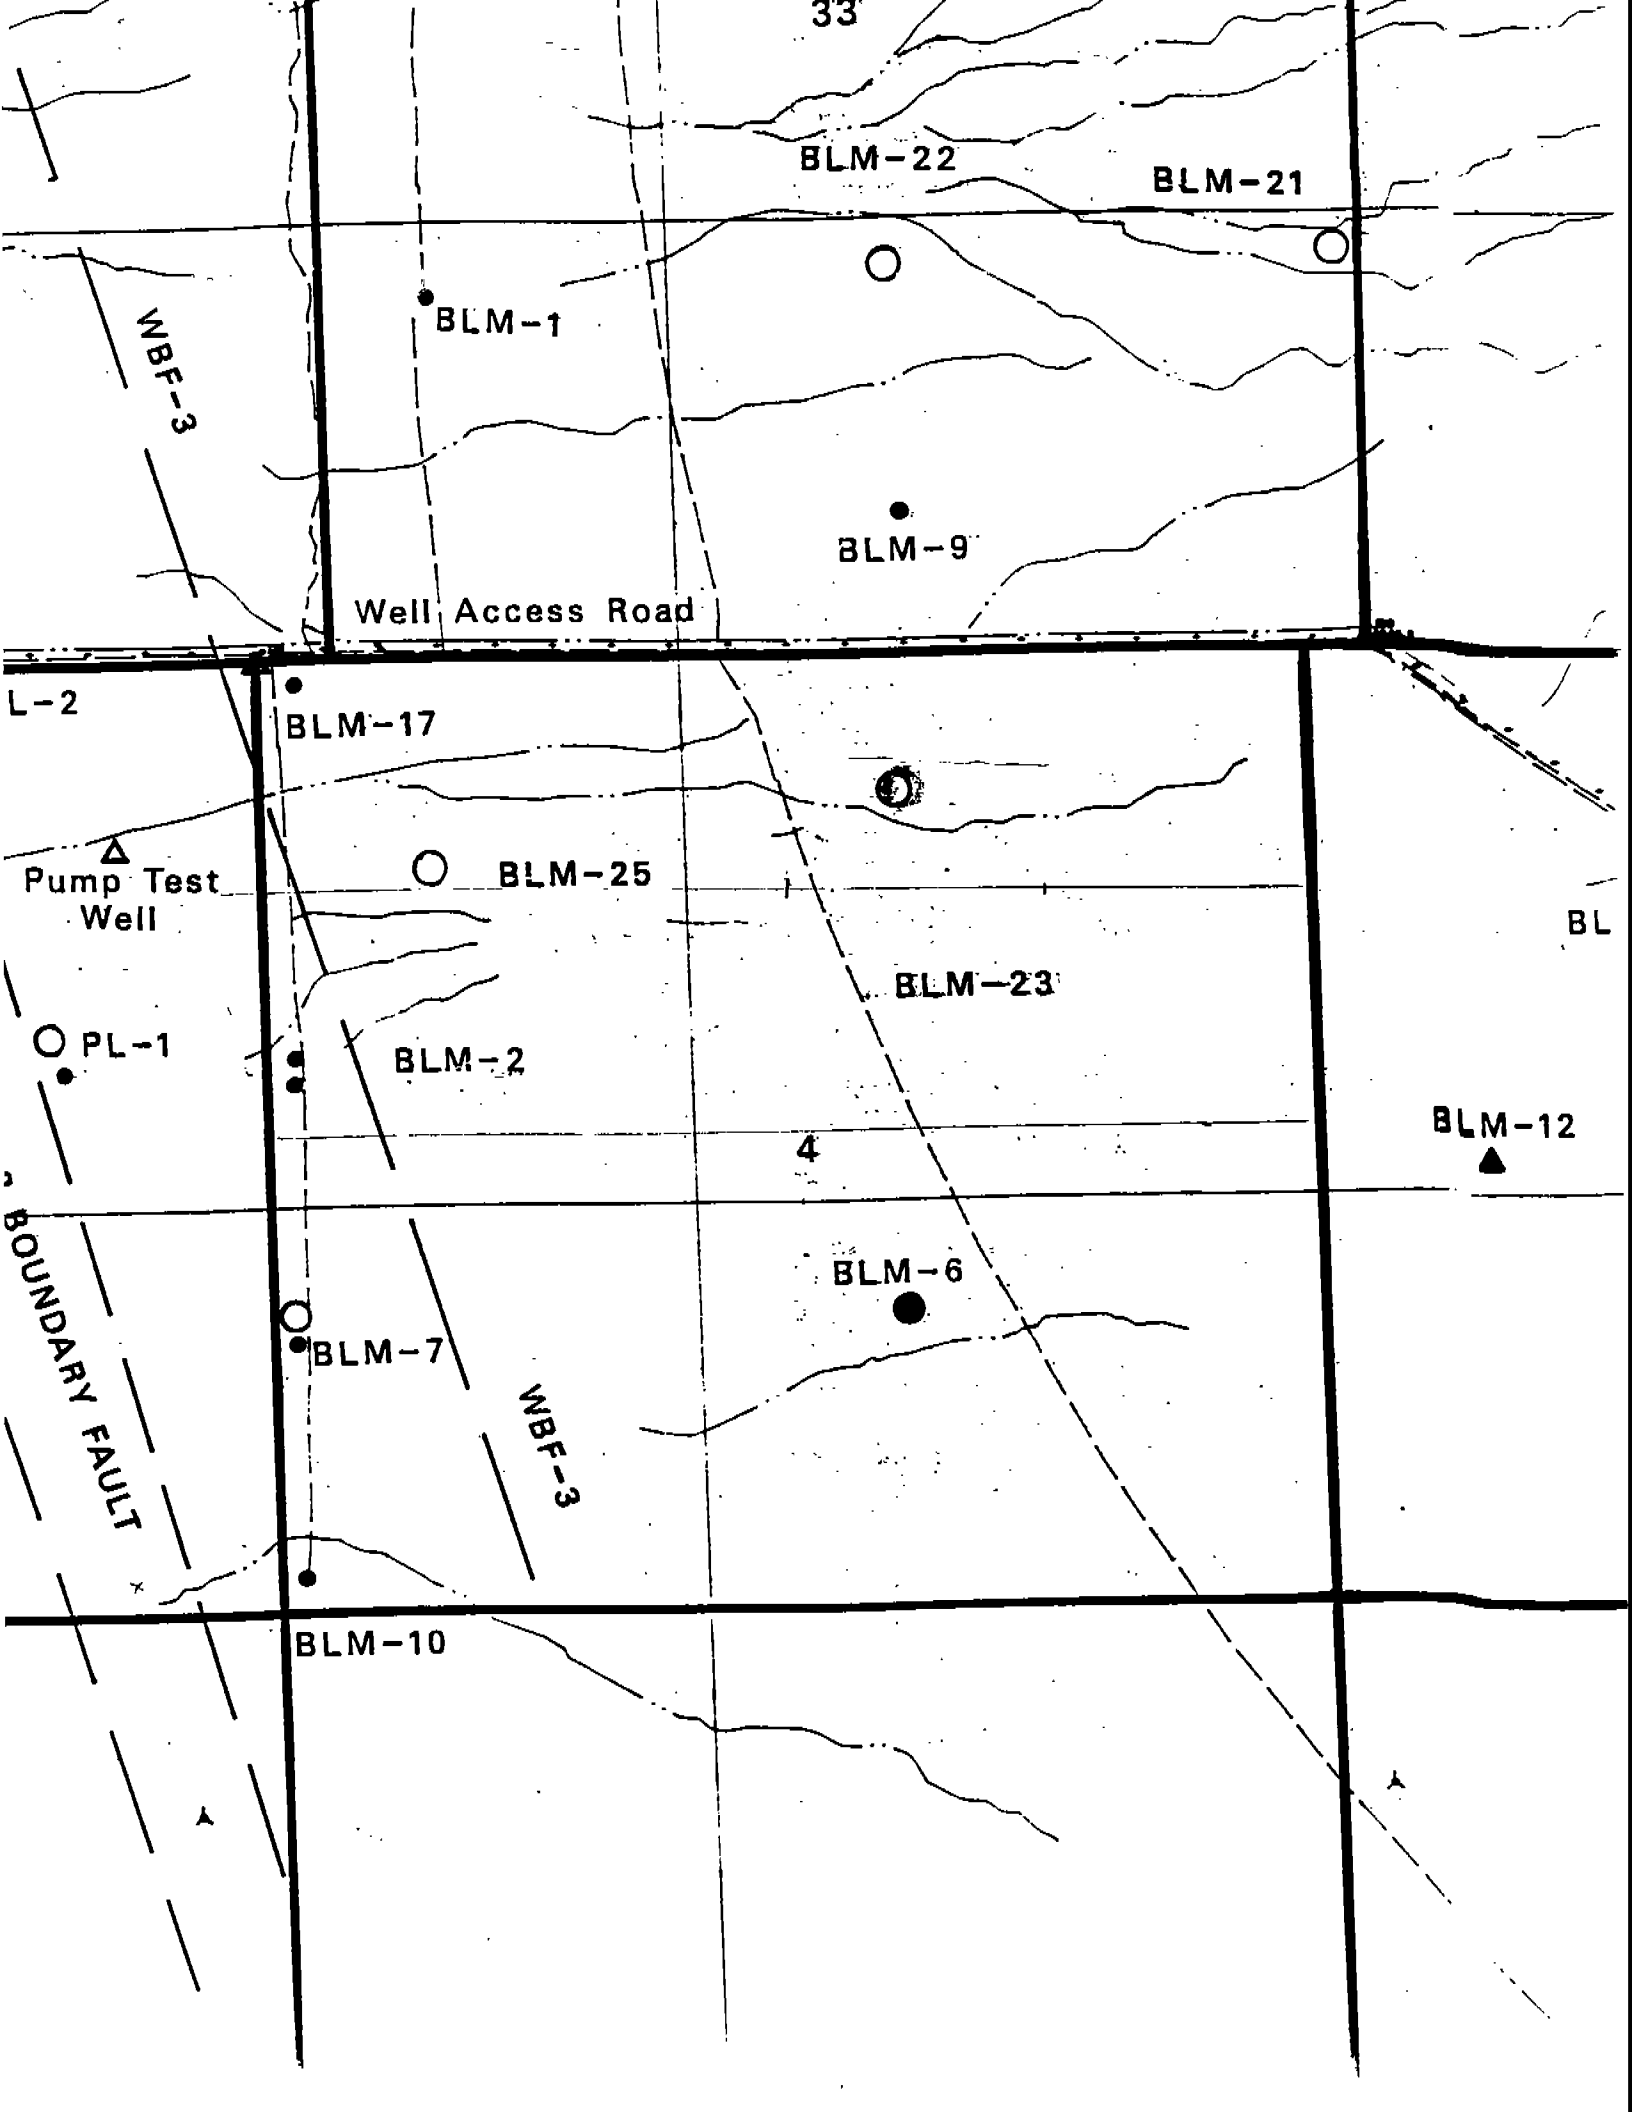 33
BLM-22
BLM-21
BLM-1
WBF-3
BLM-9
Well Access Road
L-2
BLM-17
Pump Test
Well
BLM-25
BL
BLM-23
PL-1
BLM-2
4
BLM-12
BOUNDARY FAULT
BLM-6
BLM-7
WBF-3
BLM-10